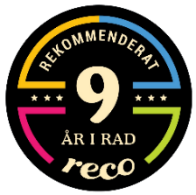 REKOMMENDERAT
9
ÅR I RAD
reco